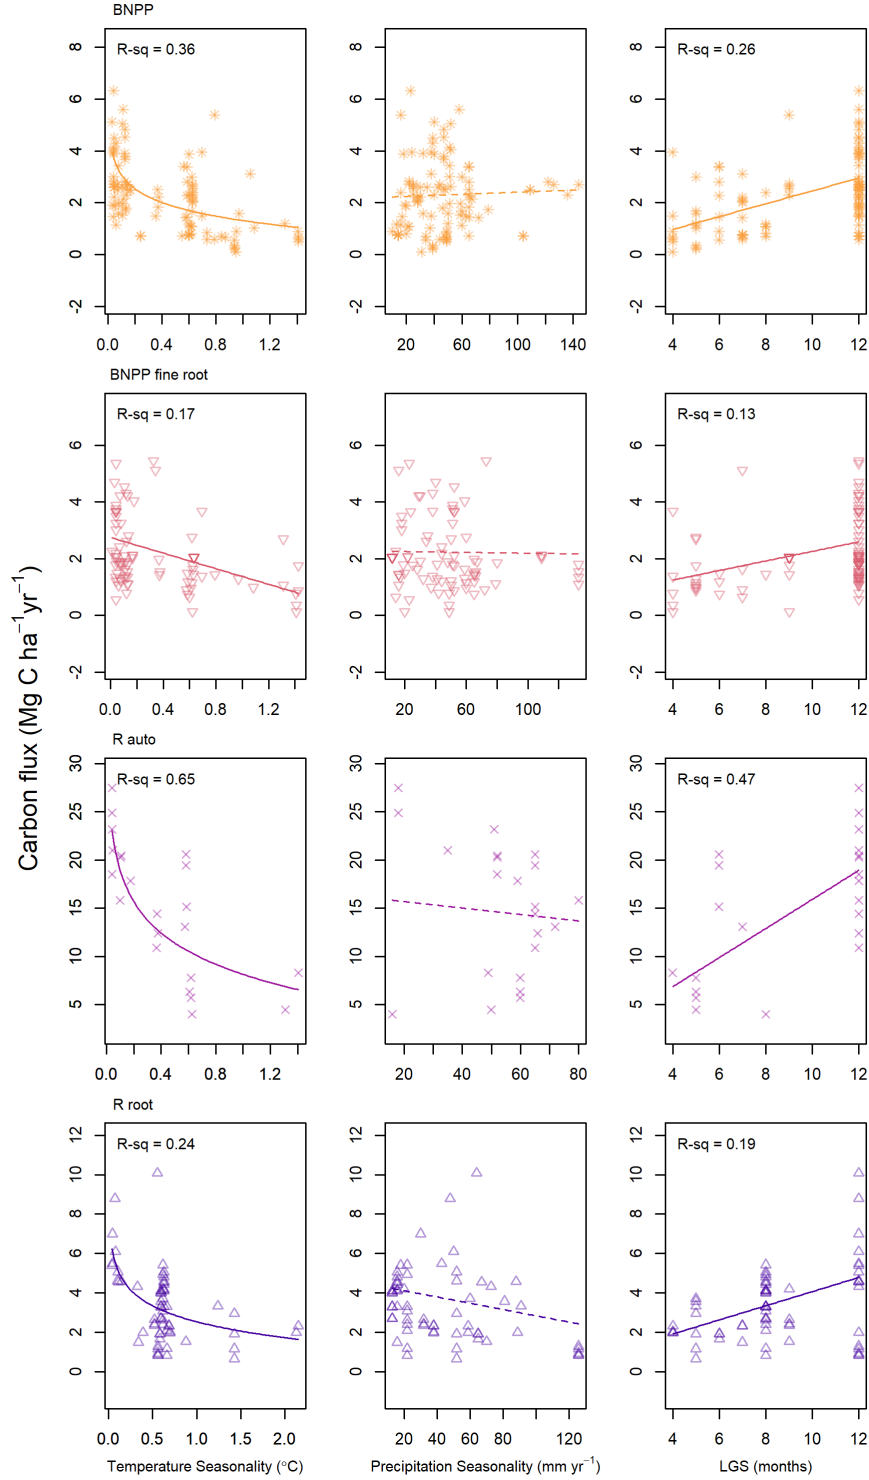 BNPP
R-sq = 0.36
R-sq = 0.26
8
6
4
2
0
-2
0.0 0.4 0.8 1.2
20 60 100 140
4 6 8 10 12
BNPP fine root
R-sq = 0.17
R-sq = 0.13
6
4
2
0
-2
0.0 0.4 0.8 1.2
20 60 100
4 6 8 10 12
Carbon flux (Mg C ha⁻¹yr⁻¹)
R auto
R-sq = 0.65
R-sq = 0.47
30
25
20
15
10
5
0.0 0.4 0.8 1.2
20 40 60 80
4 6 8 10 12
R root
R-sq = 0.24
R-sq = 0.19
12
10
8
6
4
2
0
0.0 0.5 1.0 1.5 2.0
20 40 60 80 120
4 6 8 10 12
Temperature Seasonality (°C)
Precipitation Seasonality (mm yr⁻¹)
LGS (months)